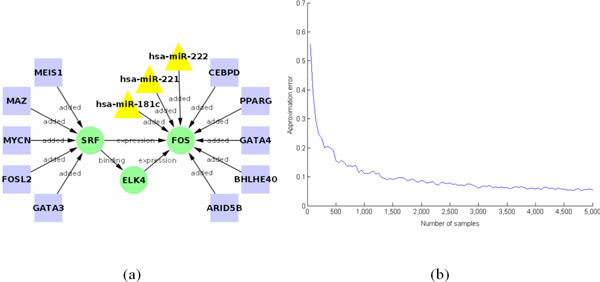 hsa-miR-222
hsa-miR-221
hsa-miR-181c
MEIS1
MAZ
MYCN
FOSL2
GATA3
SRF
FOS
ELK4
CEBPD
PPARG
GATA4
BHLHE40
ARID5B
added
added
added
added
added
added
added
added
added
added
added
added
added
expression
binding
expression
(a)
0.7
0.6
0.5
0.4
0.3
0.2
0.1
0
Approximation error
0
500
1,000
1,500
2,000
2,500
3,000
3,500
4,000
4,500
5,000
Number of samples
(b)